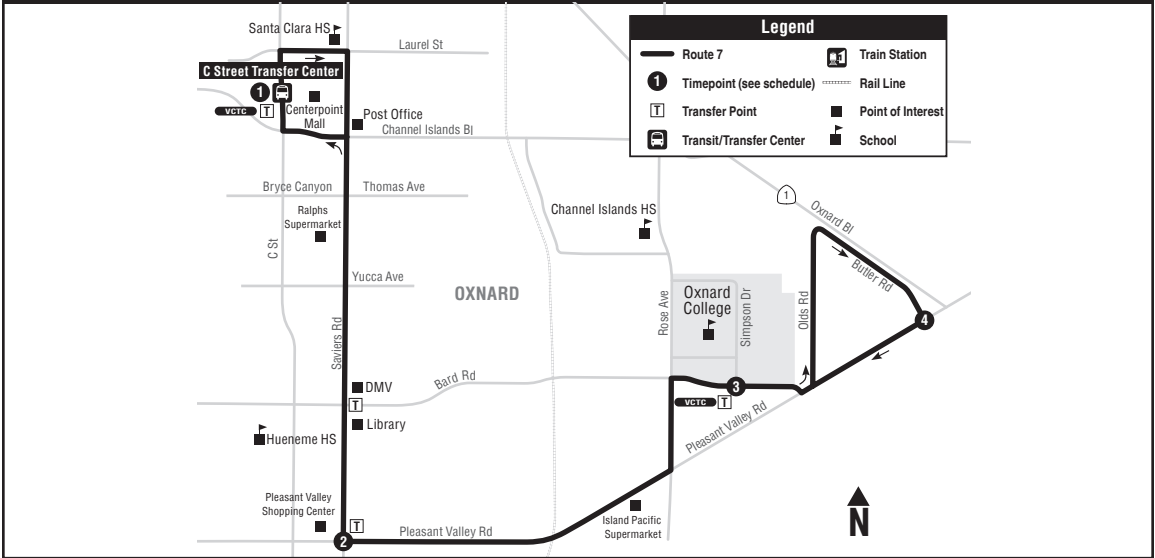 Santa Clara HS
Laurel St
C Street Transfer Center
1
VCTC
T
Centerpoint
Mall
Post Office
Channel Islands Bl
Bryce Canyon
Thomas Ave
Ralphs
Supermarket
C St
Yucca Ave
OXNARD
Saviers Rd
DMV
T
Bard Rd
Library
Hueneme HS
Pleasant Valley
Shopping Center
T
2
Pleasant Valley Rd
Island Pacific
Supermarket
Channel Islands HS
Rose Ave
Oxnard
College
Simpson Dr
3
VCTC
T
Pleasant Valley Rd
Olds Rd
1
Oxnard Bl
Butler Rd
4
N
Legend
Route 7
Train Station
1
Timepoint (see schedule)
Rail Line
T
Transfer Point
Point of Interest
Transit/Transfer Center
School